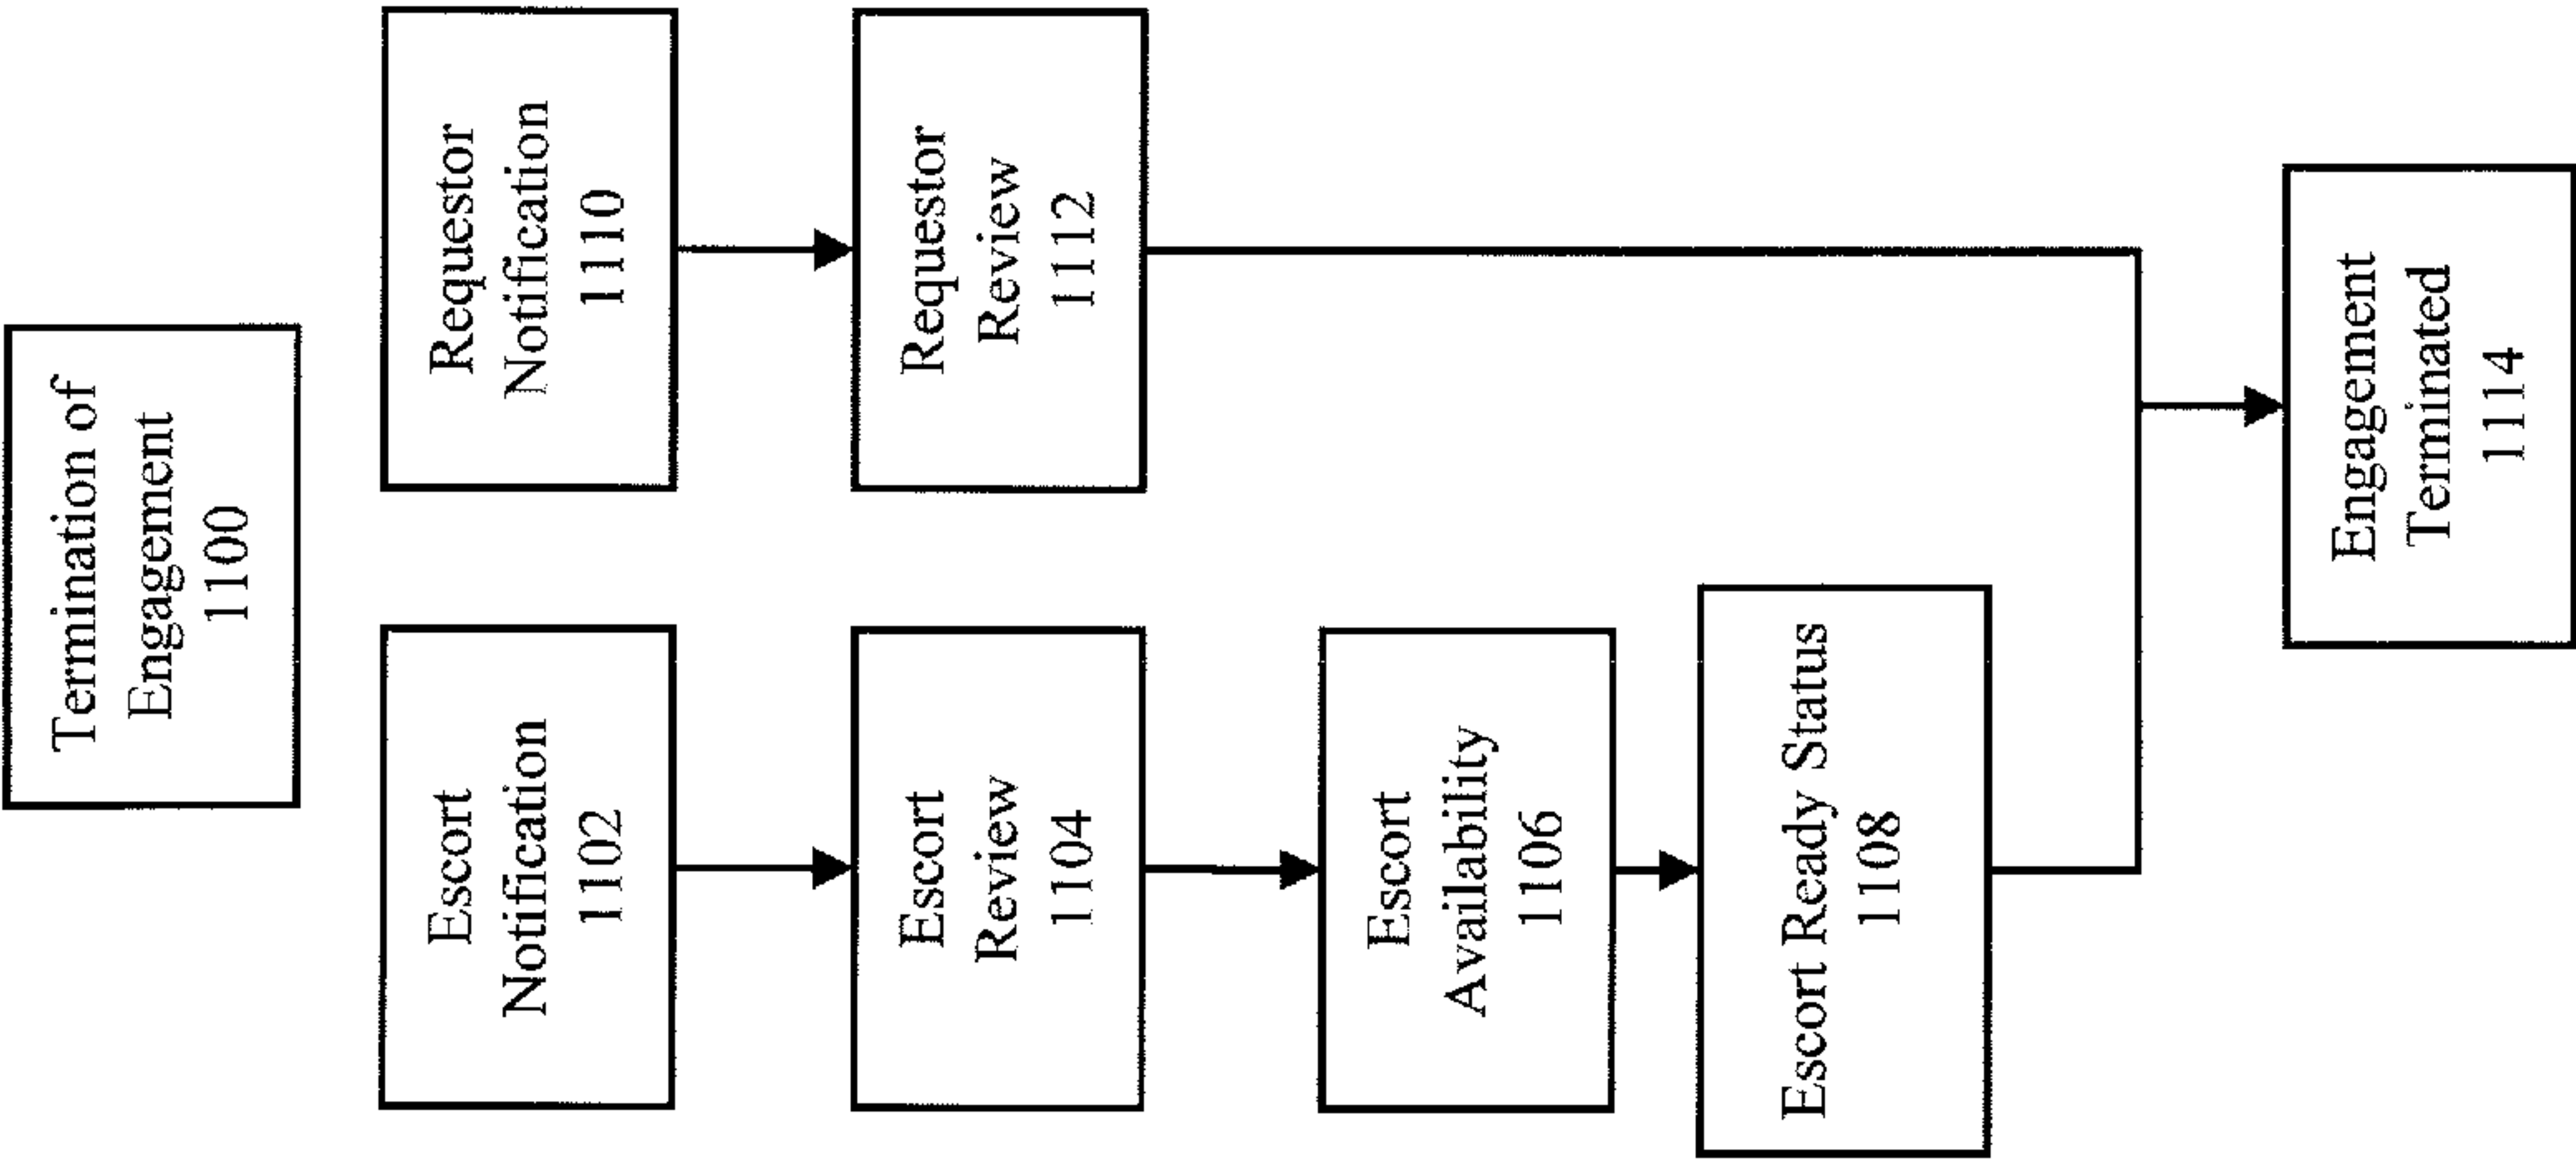 Termination of
Engagement
1100
Escort
Notification
1102
Requestor
Notification
1110
Escort
Review
1104
Requestor
Review
1112
Escort
Availability
1106
Escort Ready Status
1108
Engagement
Terminated
1114